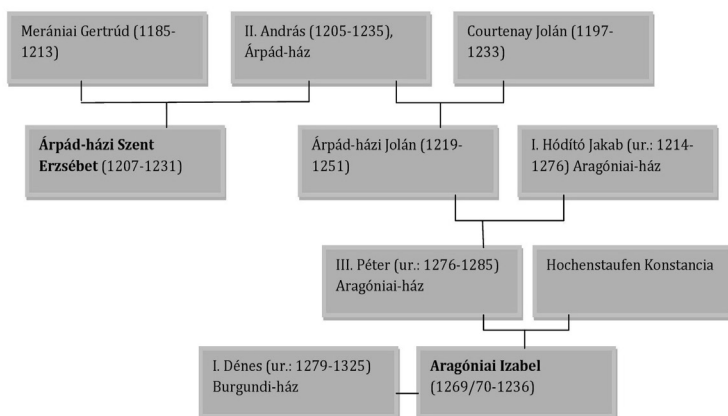 Merániai Gertrúd (1185-
1213)
II. András (1205-1235),
Árpád-ház
Courtenay Jolán (1197-
1233)
Árpád-házi Szent
Erzsébet (1207-1231)
Árpád-házi Jolán (1219-
1251)
I. Hódító Jakab (ur.: 1214-
1276) Aragóniai-ház
III. Péter (ur.: 1276-1285)
Aragóniai-ház
Hochenstaufen Konstancia
I. Dénes (ur.: 1279-1325)
Burgundi-ház
Aragóniai Izabel
(1269/70-1236)